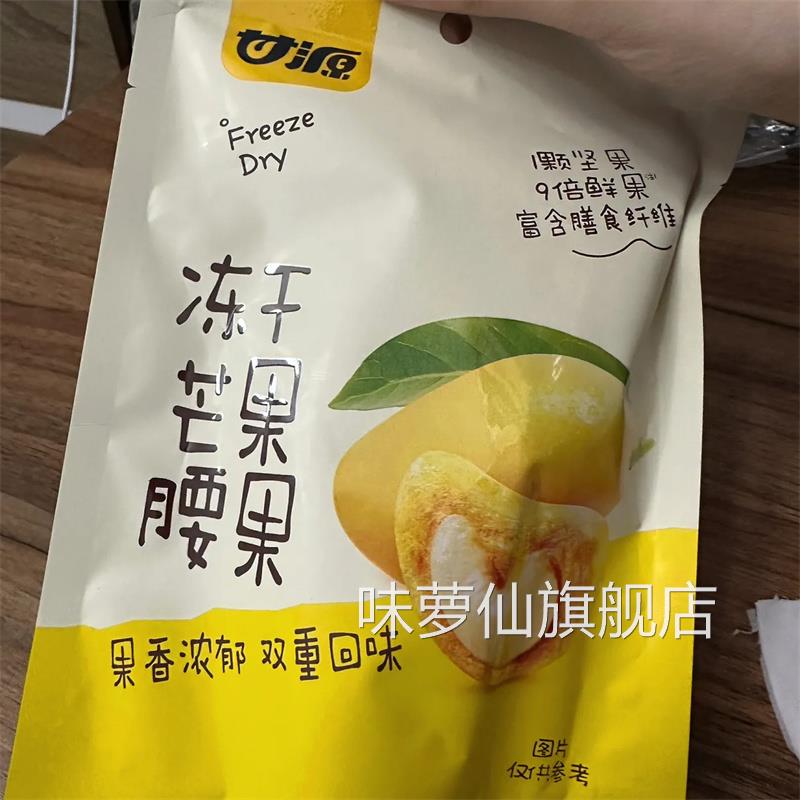 甘源
Freeze
Dry
1颗坚果
9倍鲜果(注)
富含膳食纤维
冻干
芒果
腰果
味萝仙旗舰店
果香浓郁 双重回味
图片
仅供参考